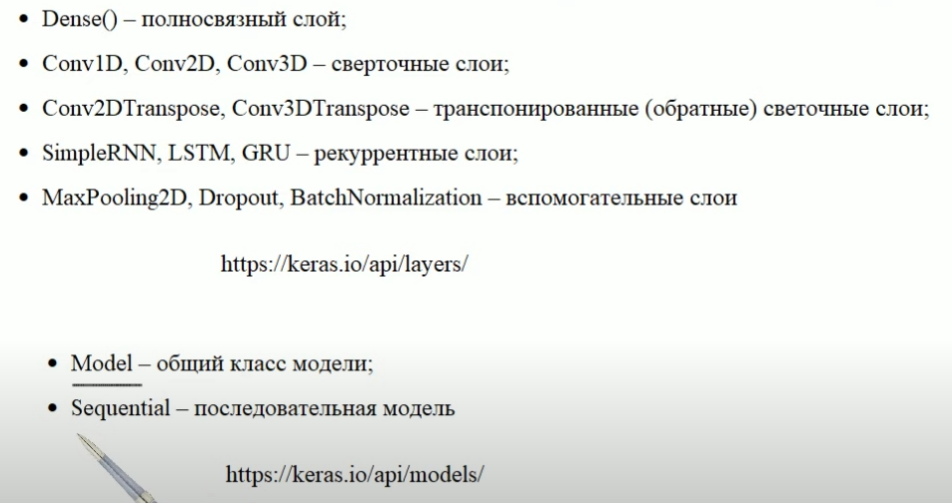 • Dense() – полносвязный слой;
• Conv1D, Conv2D, Conv3D – сверточные слои;
• Conv2DTranspose, Conv3DTranspose – транспонированные (обратные) светочные слои;
• SimpleRNN, LSTM, GRU – рекуррентные слои;
• MaxPooling2D, Dropout, BatchNormalization – вспомогательные слои
https://keras.io/api/layers/
• Model – общий класс модели;
• Sequential – последовательная модель
https://keras.io/api/models/